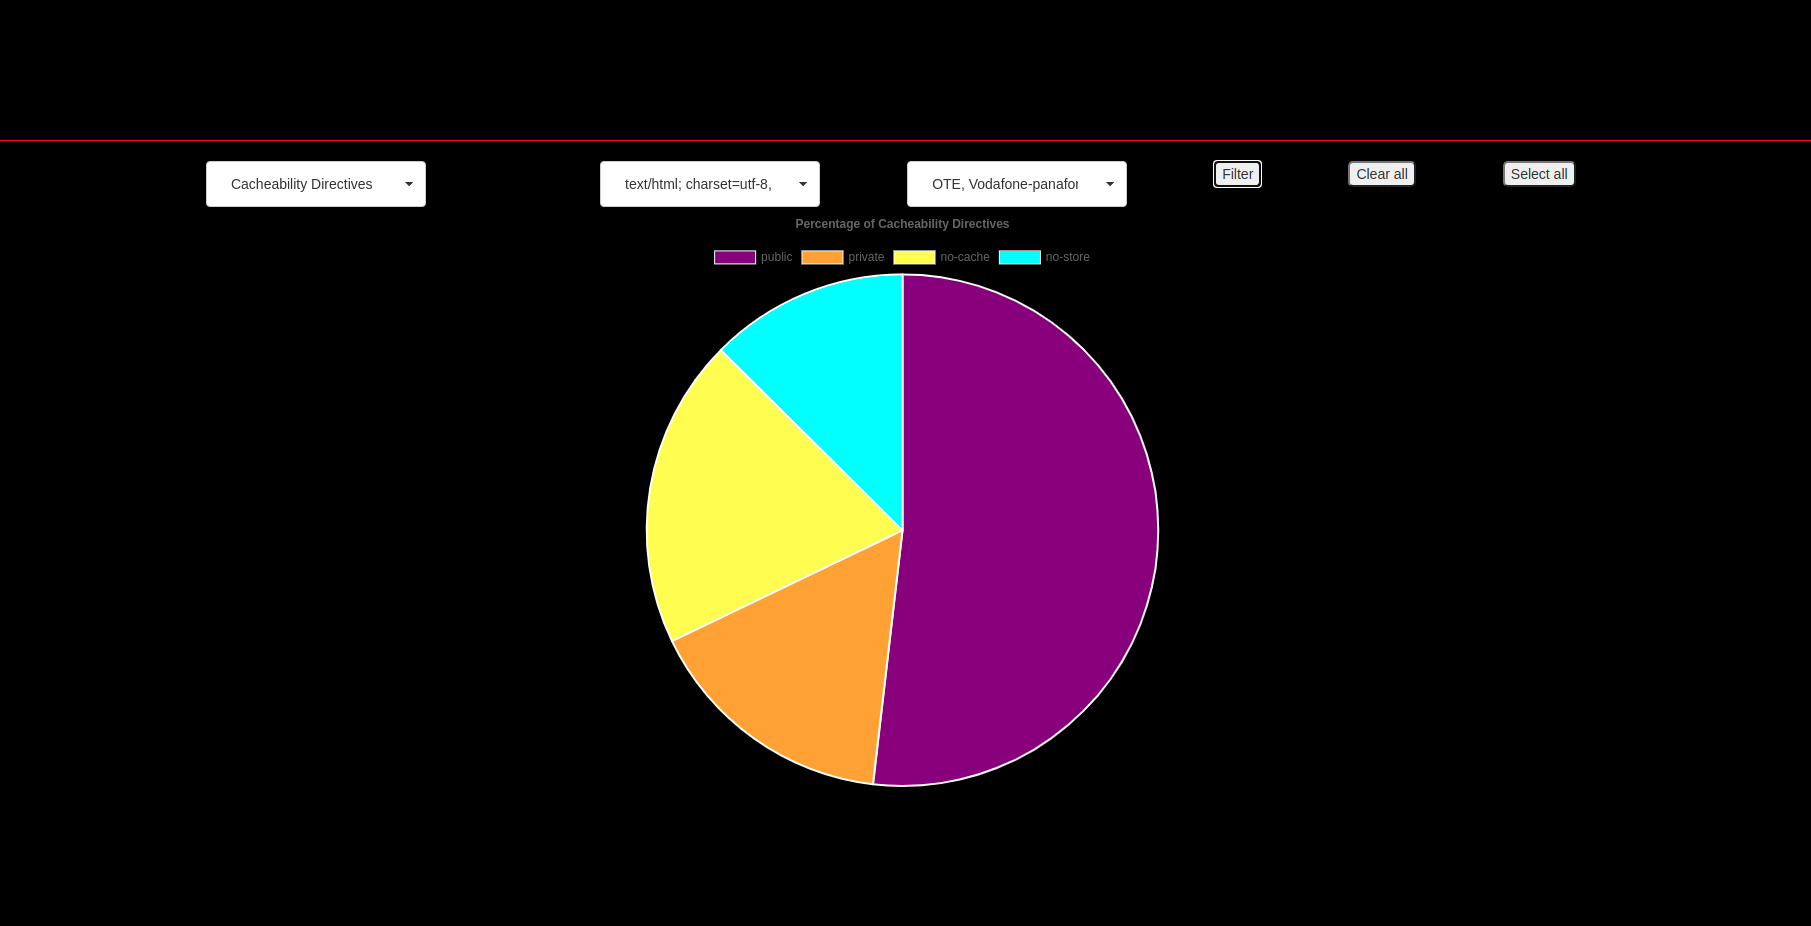 Cacheability Directives
text/html; charset=utf-8,
OTE, Vodafone-panafo
Filter
Clear all
Select all
Percentage of Cacheability Directives
public
private
no-cache
no-store